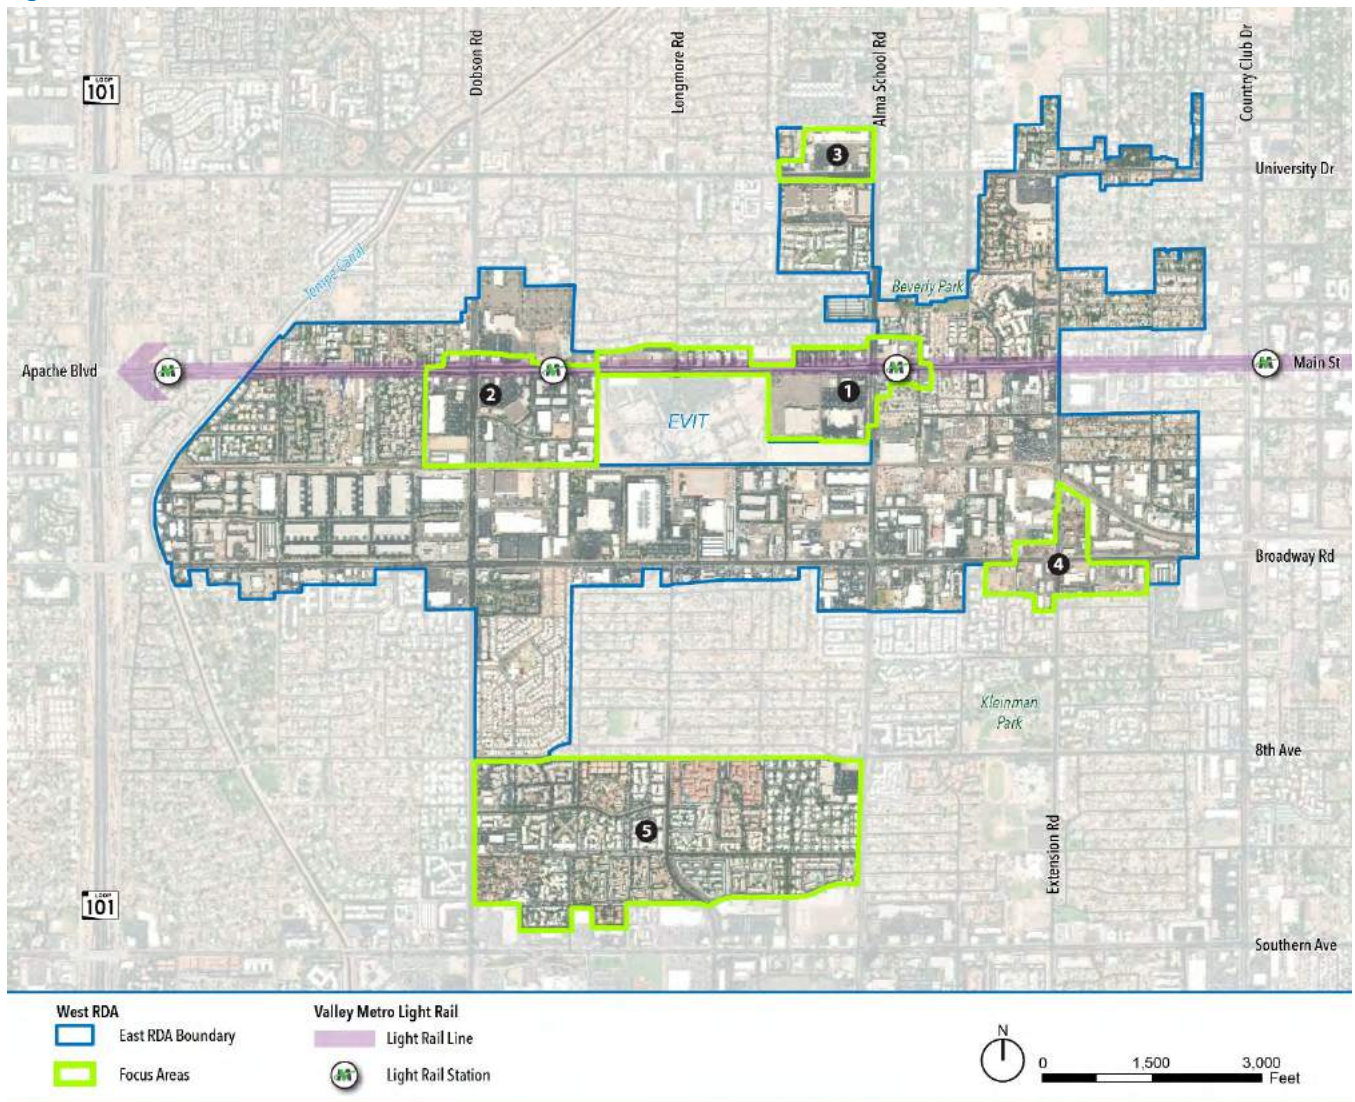 Dobson Rd
Longmore Rd
Alma School Rd
Country Club Dr
LOOP
101
3
University Dr
Tempe Canal
Beverly Park
Apache Blvd
M
M
M
M
Main St
2
1
EVIT
4
Broadway Rd
Kleinman
Park
8th Ave
5
Extension Rd
LOOP
101
Southern Ave
West RDA
East RDA Boundary
Focus Areas
Valley Metro Light Rail
Light Rail Line
M
Light Rail Station
N
0 1,500 3,000
Feet